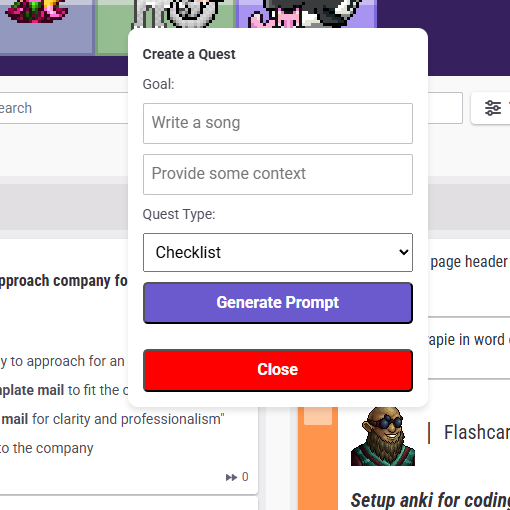 Create a Quest
Goal:
Write a song
Provide some context
Quest Type:
Checklist
Generate Prompt
Close
earch
page header
pproach company fo
y to approach for an
plate mail to fit the c
mail for clarity and professionalism"
to the company
0
apie in word
Flashcar
Setup anki for coding